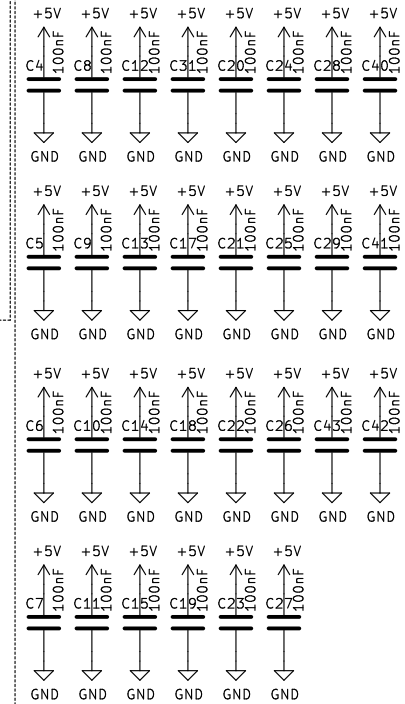 +5V +5V +5V +5V +5V +5V +5V +5V
C4 100nF C8 100nF C12 100nF C31 100nF C20 100nF C24 100nF C28 100nF C40 100nF
GND GND GND GND GND GND GND GND
+5V +5V +5V +5V +5V +5V +5V +5V
C5 100nF C9 100nF C13 100nF C17 100nF C21 100nF C25 100nF C29 100nF C41 100nF
GND GND GND GND GND GND GND GND
+5V +5V +5V +5V +5V +5V +5V +5V
C6 100nF C10 100nF C14 100nF C18 100nF C22 100nF C26 100nF C43 100nF C42 100nF
GND GND GND GND GND GND GND GND
+5V +5V +5V +5V +5V +5V
C7 100nF C11 100nF C15 100nF C19 100nF C23 100nF C27 100nF
GND GND GND GND GND GND